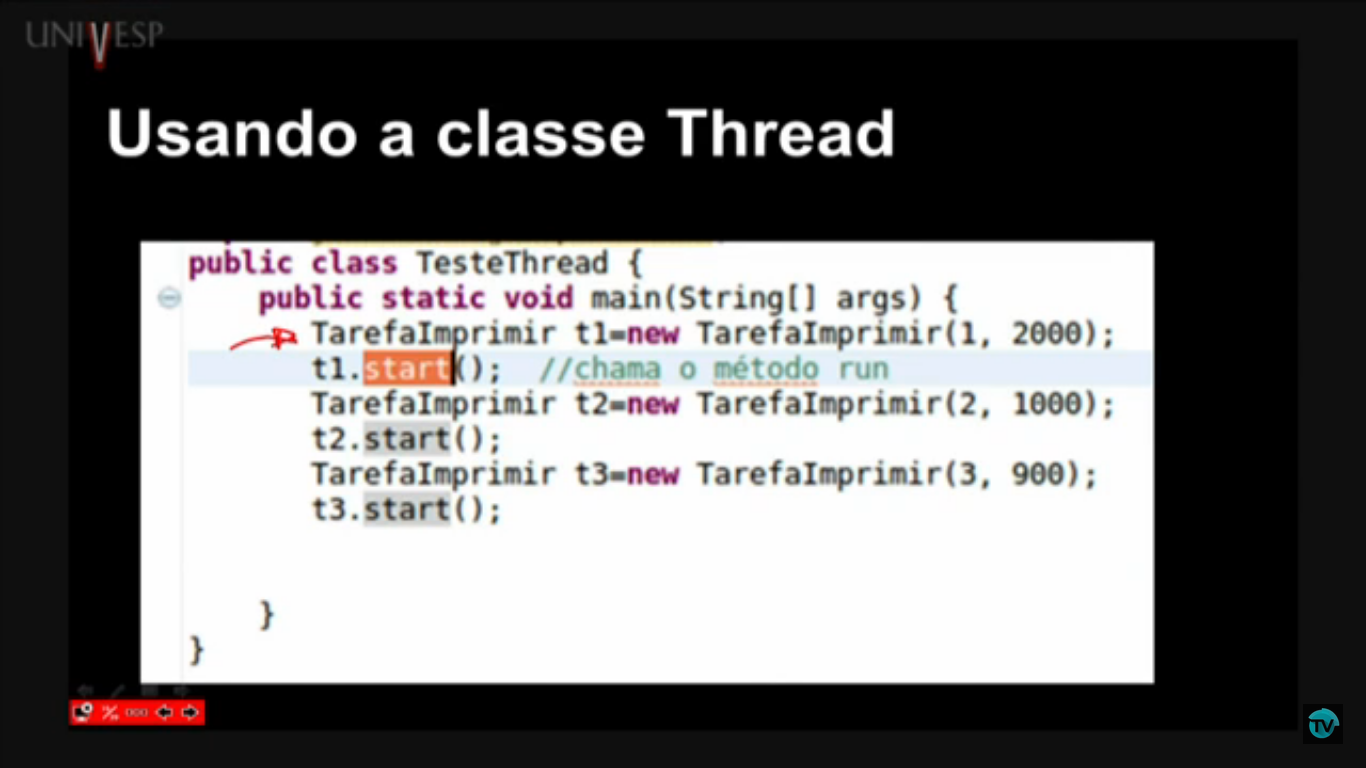 UNIVESP
Usando a classe Thread
public class TesteThread {
public static void main(String[] args) {
TarefaImprimir t1=new TarefaImprimir(1, 2000);
t1.start(); //chama o método run
TarefaImprimir t2=new TarefaImprimir(2, 1000);
t2.start();
TarefaImprimir t3=new TarefaImprimir(3, 900);
t3.start();
}
}
TV